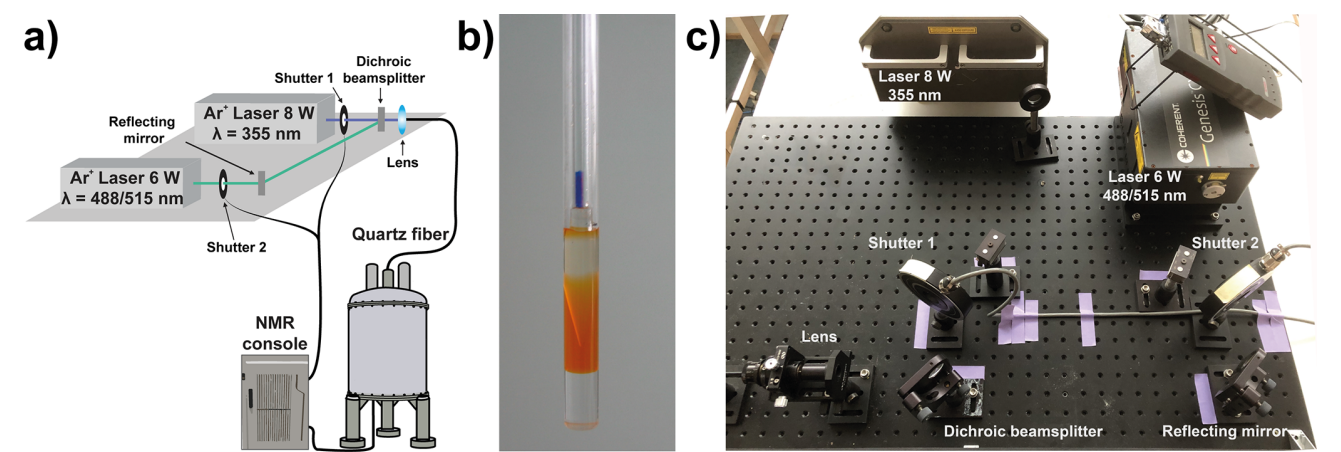 a)
Shutter 1
Dichroic
beamsplitter
Ar⁺ Laser 8 W
λ = 355 nm
Reflecting
mirror
Lens
Ar⁺ Laser 6 W
λ = 488/515 nm
Shutter 2
Quartz fiber
NMR
console
b)
c)
Laser 8 W
355 nm
COHERENT
Genesis C
Laser 6 W
488/515 nm
Shutter 1
Shutter 2
Lens
Dichroic beamsplitter
Reflecting mirror